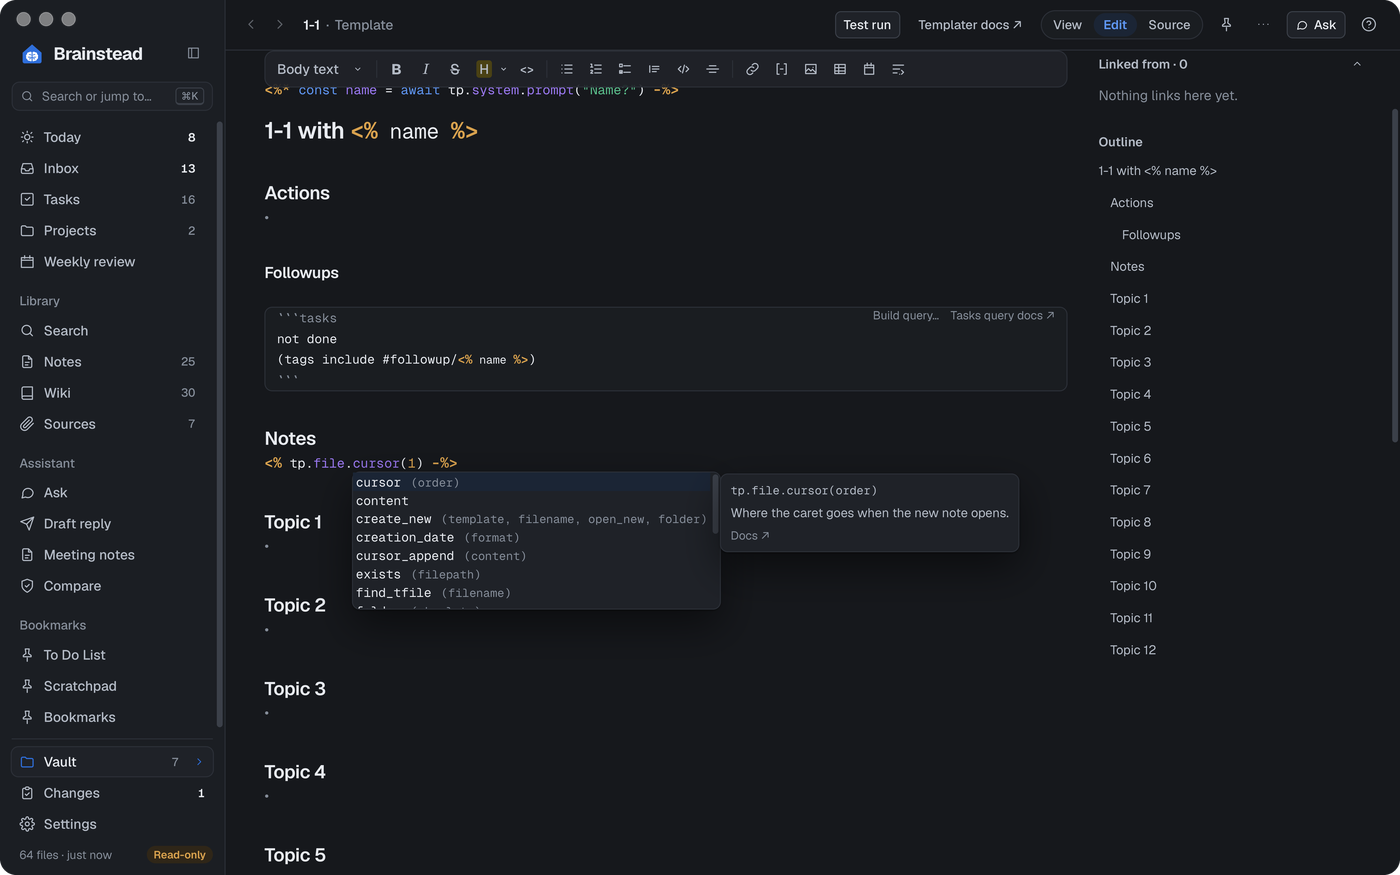 Brainstead
Search or jump to...
⌘K
Today 8
Inbox 13
Tasks 16
Projects 2
Weekly review
Library
Search
Notes 25
Wiki 30
Sources 7
Assistant
Ask
Draft reply
Meeting notes
Compare
Bookmarks
To Do List
Scratchpad
Bookmarks
Vault 7
Changes 1
Settings
64 files · just now
Read-only
1-1 · Template
Test run
Templater docs ↗
View
Edit
Source
Ask
Body text
B I S H
<%* const name = await tp.system.prompt("Name?") -%>
1-1 with <% name %>
Actions
•
Followups
```tasks
Build query...
Tasks query docs ↗
not done
(tags include #followup/<% name %>)
```
Notes
<% tp.file.cursor(1) -%>
cursor (order)
content
create_new (template, filename, open_new, folder)
creation_date (format)
cursor_append (content)
exists (filepath)
find_tfile (filename)
tp.file.cursor(order)
Where the caret goes when the new note opens.
Docs ↗
Topic 1
•
Topic 2
•
Topic 3
•
Topic 4
•
Topic 5
Linked from · 0
Nothing links here yet.
Outline
1-1 with <% name %>
Actions
Followups
Notes
Topic 1
Topic 2
Topic 3
Topic 4
Topic 5
Topic 6
Topic 7
Topic 8
Topic 9
Topic 10
Topic 11
Topic 12